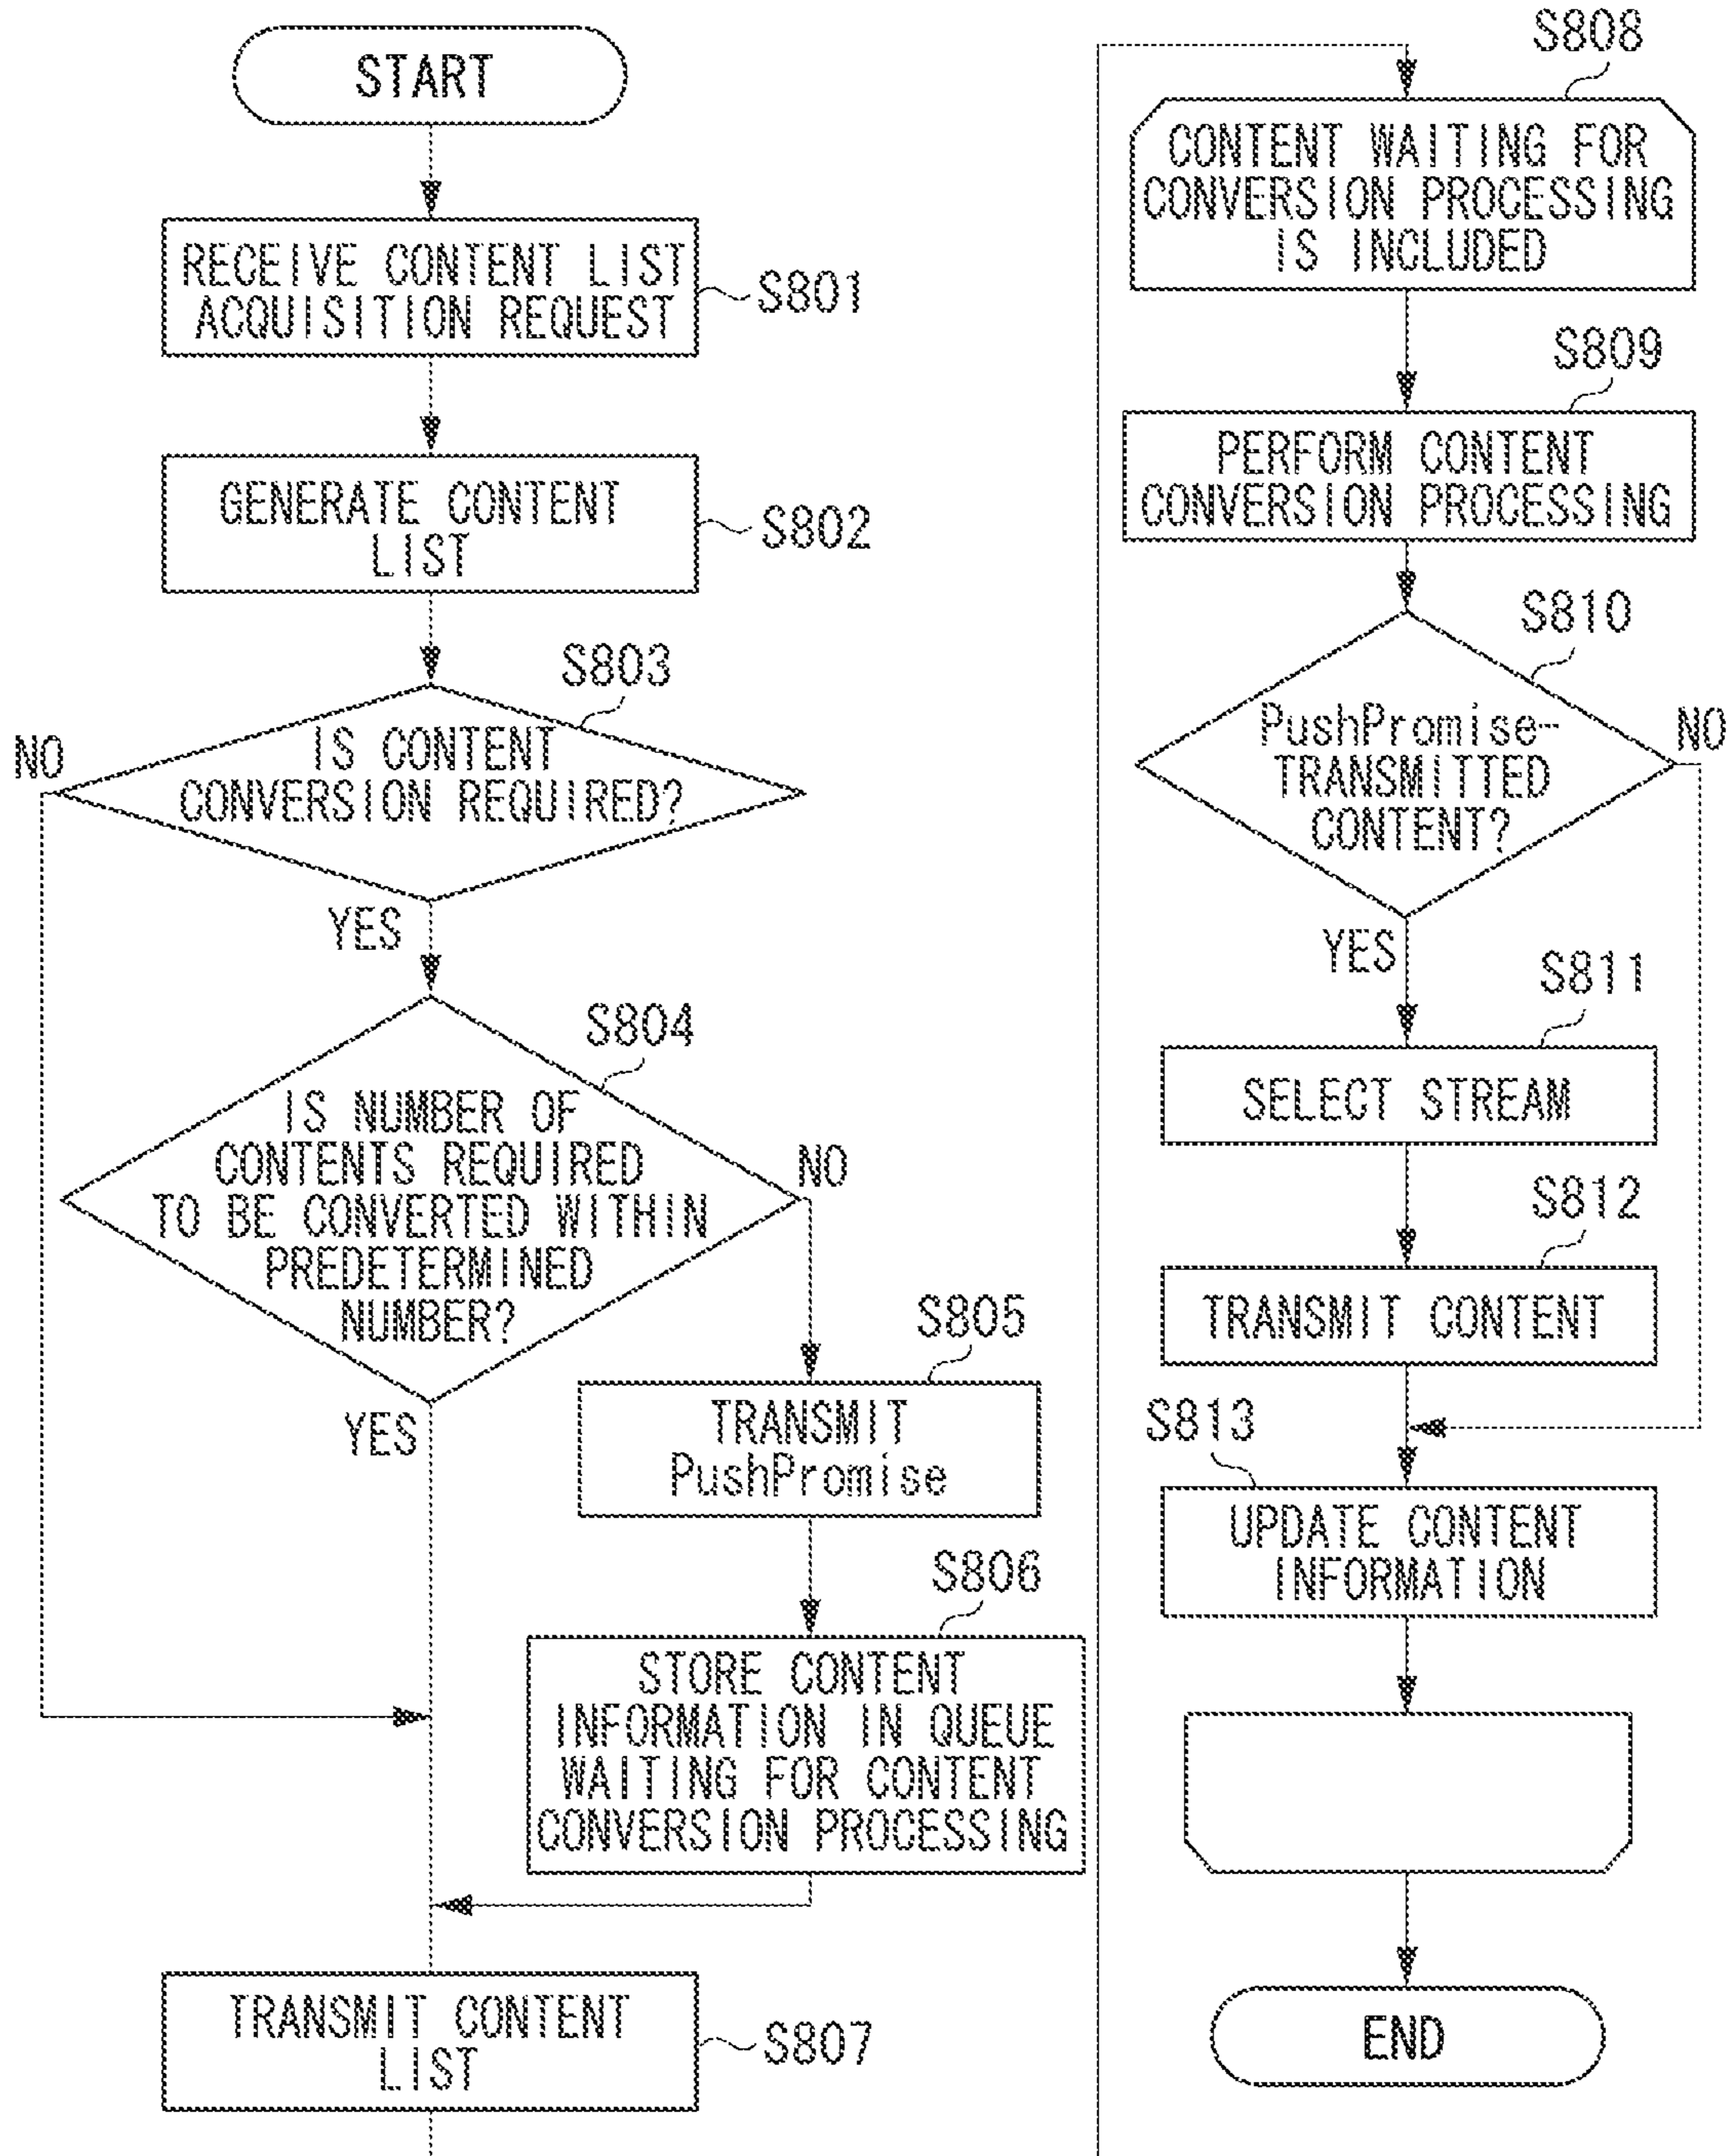 START
RECEIVE CONTENT LIST
ACQUISITION REQUEST
S801
GENERATE CONTENT
LIST
S802
S803
IS CONTENT
CONVERSION REQUIRED?
NO
YES
S804
IS NUMBER OF
CONTENTS REQUIRED
TO BE CONVERTED WITHIN
PREDETERMINED
NUMBER?
NO
YES
S805
TRANSMIT
PushPromise
S806
STORE CONTENT
INFORMATION IN QUEUE
WAITING FOR CONTENT
CONVERSION PROCESSING
TRANSMIT CONTENT
LIST
S807
S808
CONTENT WAITING FOR
CONVERSION PROCESSING
IS INCLUDED
S809
PERFORM CONTENT
CONVERSION PROCESSING
S810
PushPromise-
TRANSMITTED
CONTENT?
NO
YES
S811
SELECT STREAM
S812
TRANSMIT CONTENT
S813
UPDATE CONTENT
INFORMATION
END